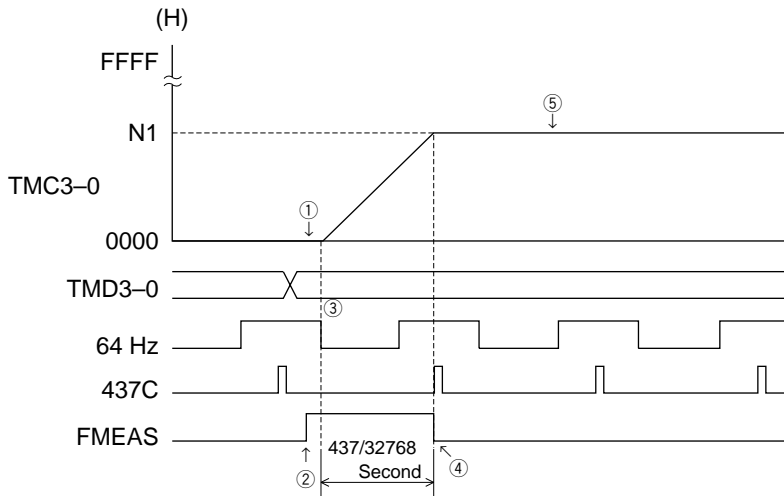 (H)
FFFF
⑤
N1
TMC3–0
①
0000
TMD3–0
③
64 Hz
437C
FMEAS
437/32768
Second
②
④